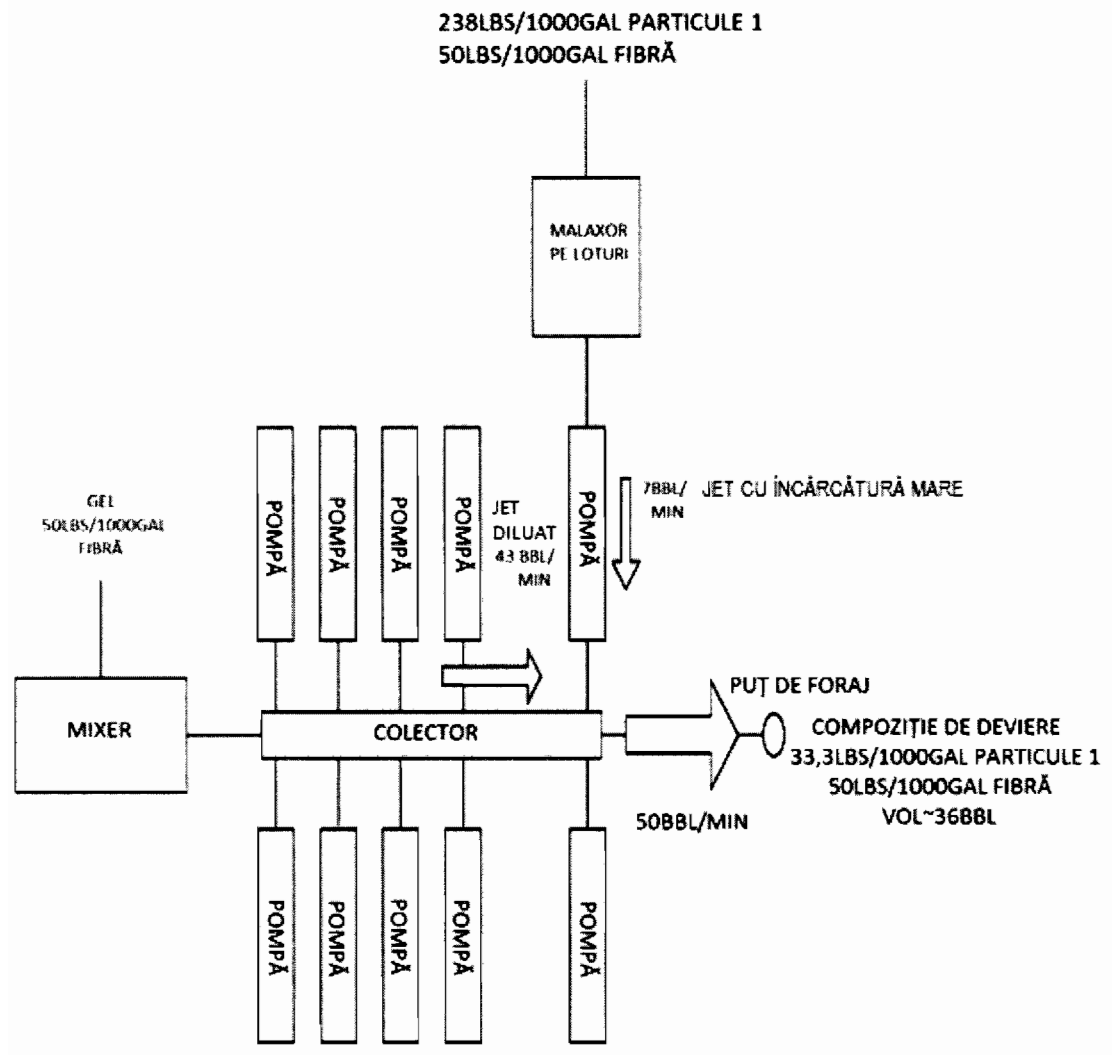 238LBS/1000GAL PARTICULE 1
50LBS/1000GAL FIBRĂ
MALAXOR
PE LOTURI
POMPĂ
POMPĂ
POMPĂ
POMPĂ
POMPĂ
7BBL/
MIN
JET CU ÎNCĂRCĂTURĂ MARE
JET
DILUAT
43 BBL/
MIN
GEL
50LBS/1000GAL
FIBRĂ
MIXER
COLECTOR
PUȚ DE FORAJ
COMPOZIȚIE DE DEVIERE
33,3LBS/1000GAL PARTICULE 1
50LBS/1000GAL FIBRĂ
VOL~36BBL
50BBL/MIN
POMPĂ
POMPĂ
POMPĂ
POMPĂ
POMPĂ